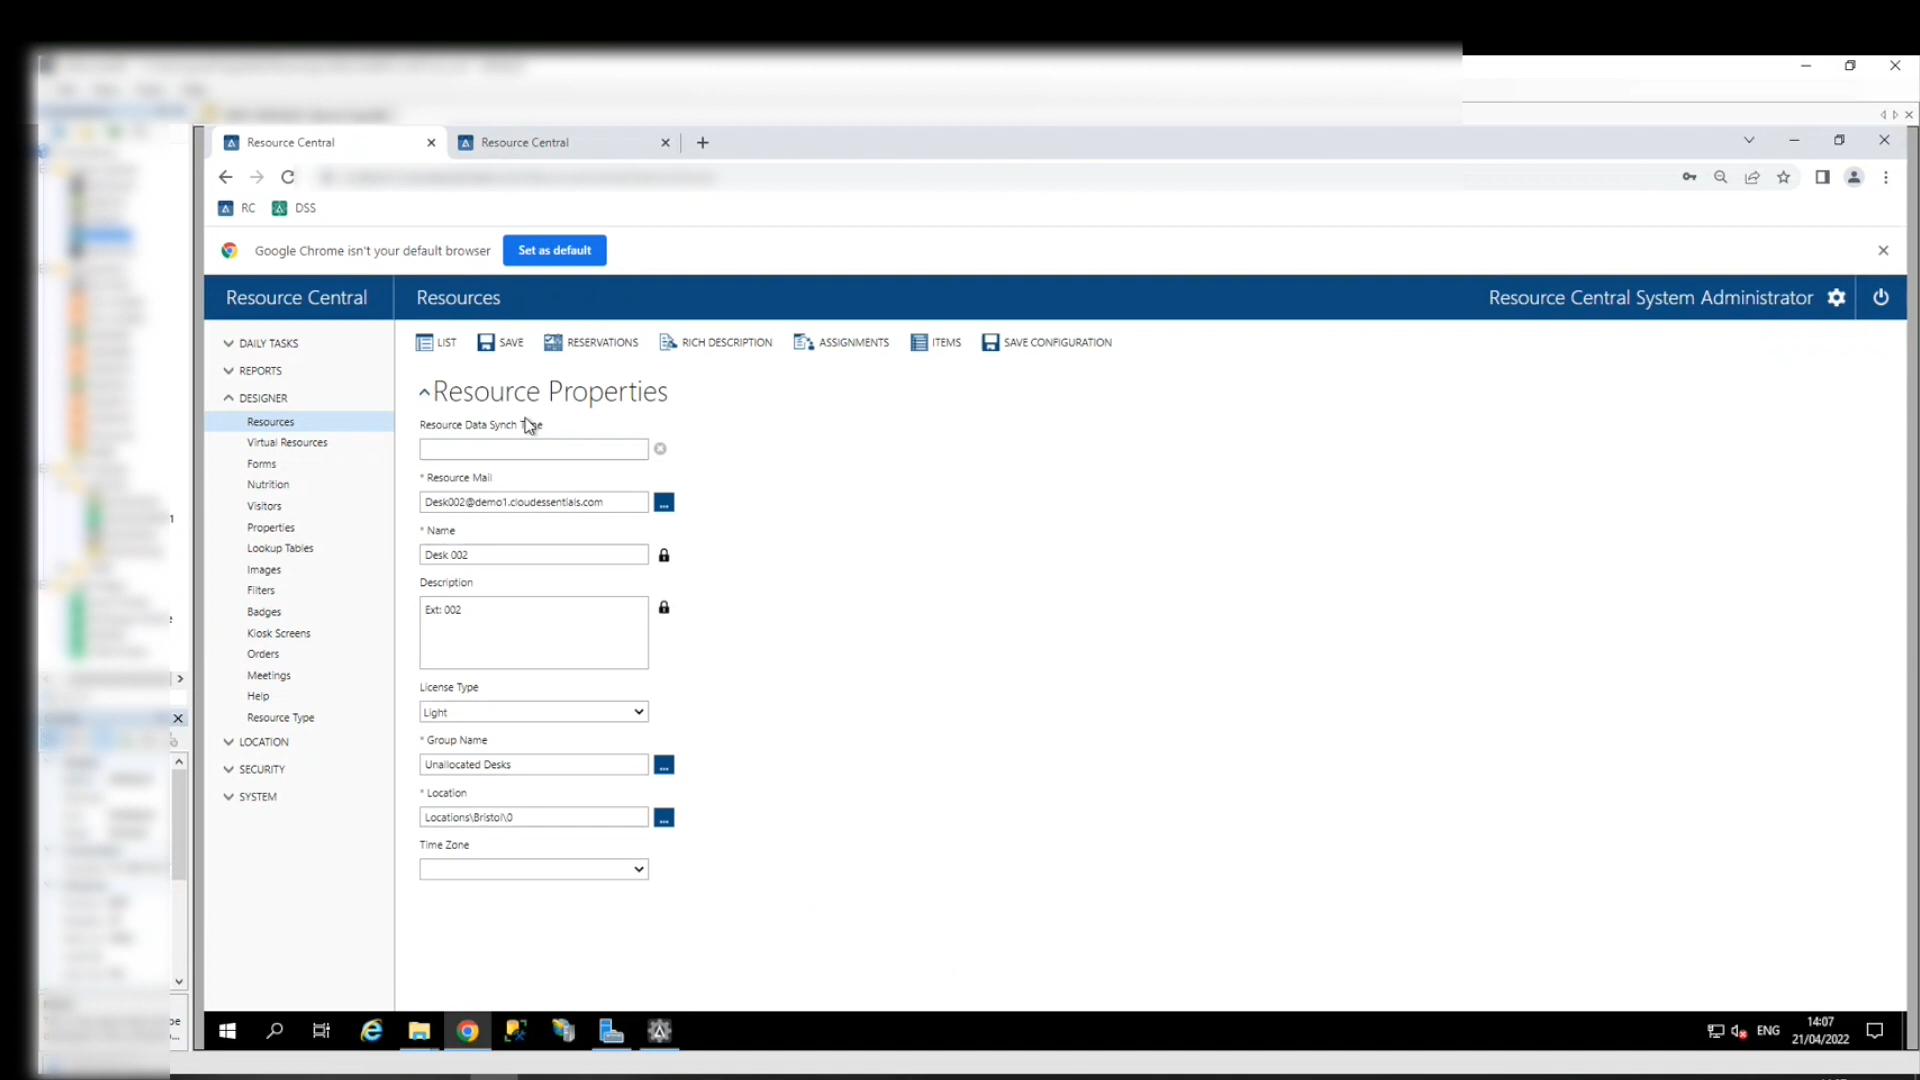 Resource Central
Resource Central
RC DSS
Google Chrome isn't your default browser Set as default
Resource Central Resources Resource Central System Administrator
LIST SAVE RESERVATIONS RICH DESCRIPTION ASSIGNMENTS ITEMS SAVE CONFIGURATION
DAILY TASKS
REPORTS
DESIGNER
Resources
Virtual Resources
Forms
Nutrition
Visitors
Properties
Lookup Tables
Images
Filters
Badges
Kiosk Screens
Orders
Meetings
Help
Resource Type
LOCATION
SECURITY
SYSTEM
Resource Properties
Resource Data Synch
* Resource Mail
Desk002@demo1.cloudessentials.com ...
* Name
Desk 002
Description
Ext: 002
License Type
Light
* Group Name
Unallocated Desks ...
* Location
Locations\Bristol\0 ...
Time Zone
ENG
14:07
21/04/2022